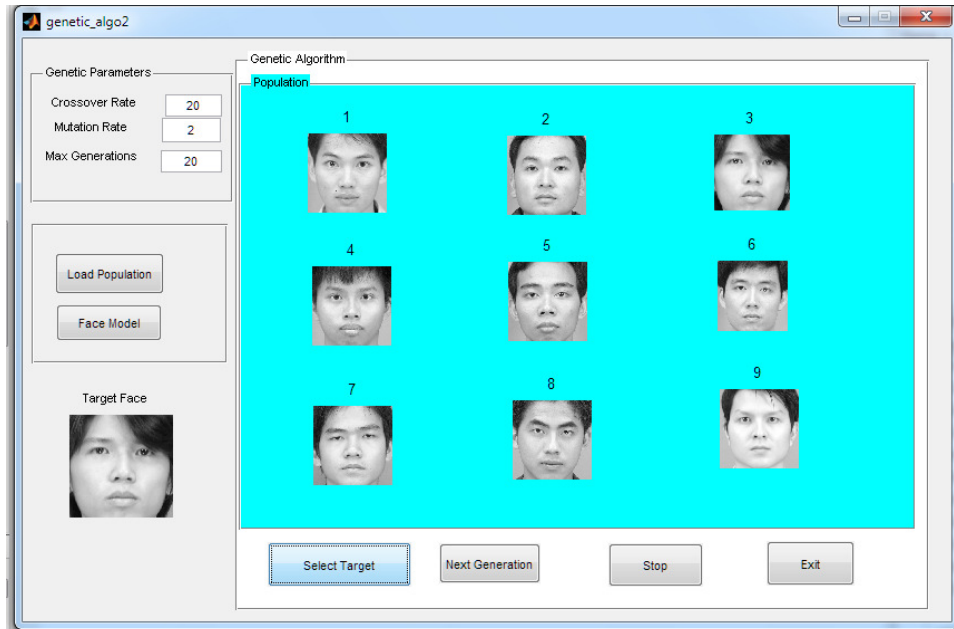 genetic_algo2
Genetic Parameters
Crossover Rate 20
Mutation Rate 2
Max Generations 20
Load Population
Face Model
Target Face
Genetic Algorithm
Population
1 2 3
4 5 6
7 8 9
Select Target Next Generation Stop Exit